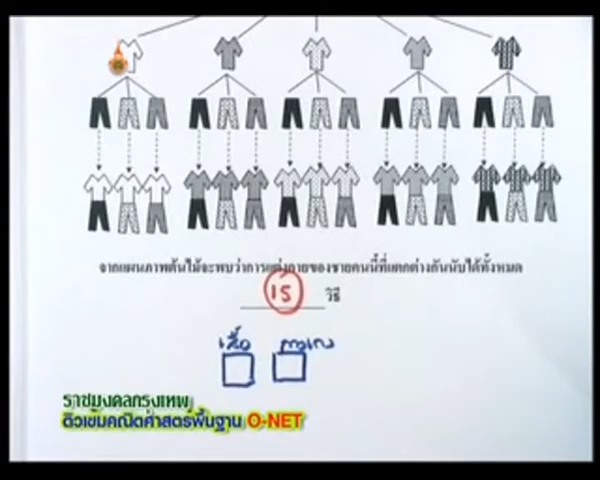 จากแผนภาพต้นไม้จะพบว่าการแต่งกายของชายคนนี้ที่แตกต่างกันนับได้ทั้งหมด
15 วิธี
เสื้อ กางเกง
ราชมงคลกรุงเทพ
ติวเข้มคณิตศาสตร์พื้นฐาน O-NET